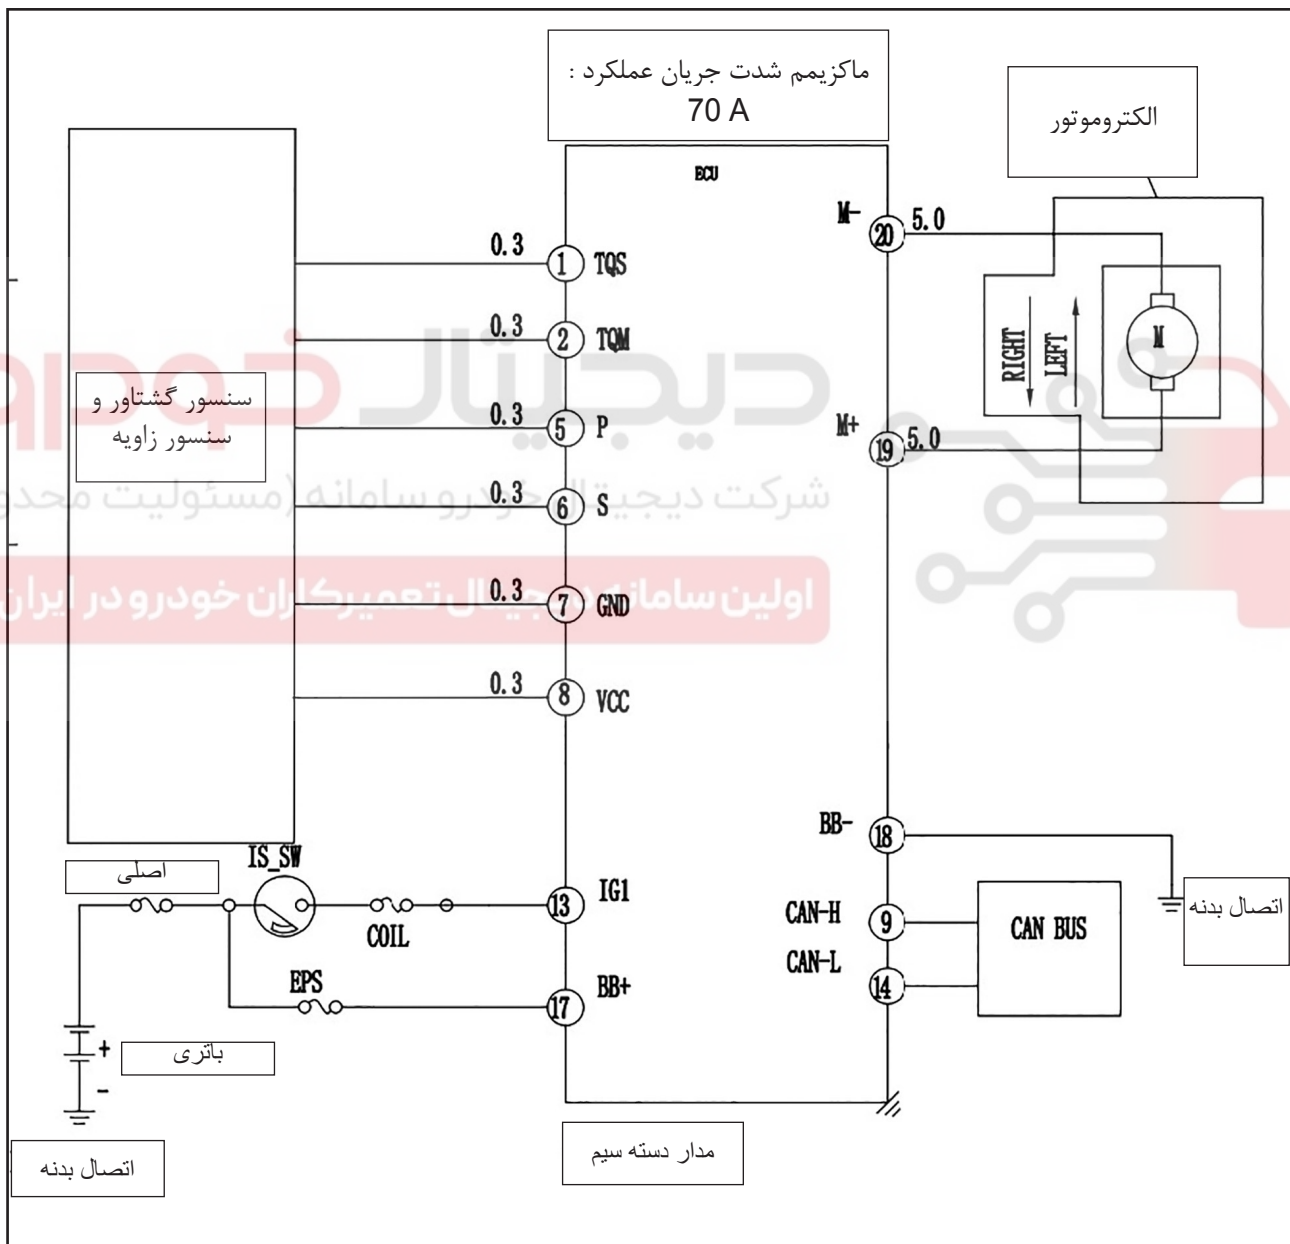 ماکزیمم شدت جریان عملکرد :
70 A
الکتروموتور
ECU
M-
20
5.0
0.3
1
TQS
0.3
2
TQM
RIGHT
LEFT
M
دیجیتال خودرو
سنسور گشتاور و
سنسور زاویه
0.3
5
P
M+
19
5.0
شرکت دیجیتال خودرو سامانه (مسئولیت محدو
0.3
6
S
اولین سامانه دیجیتال تعمیرکاران خودرو در ایران
0.3
7
GND
0.3
8
VCC
BB-
18
IS_SW
اصلی
13
IG1
COIL
اتصال بدنه
CAN-H
9
CAN BUS
CAN-L
14
EPS
17
BB+
+
باتری
-
اتصال بدنه
مدار دسته سیم